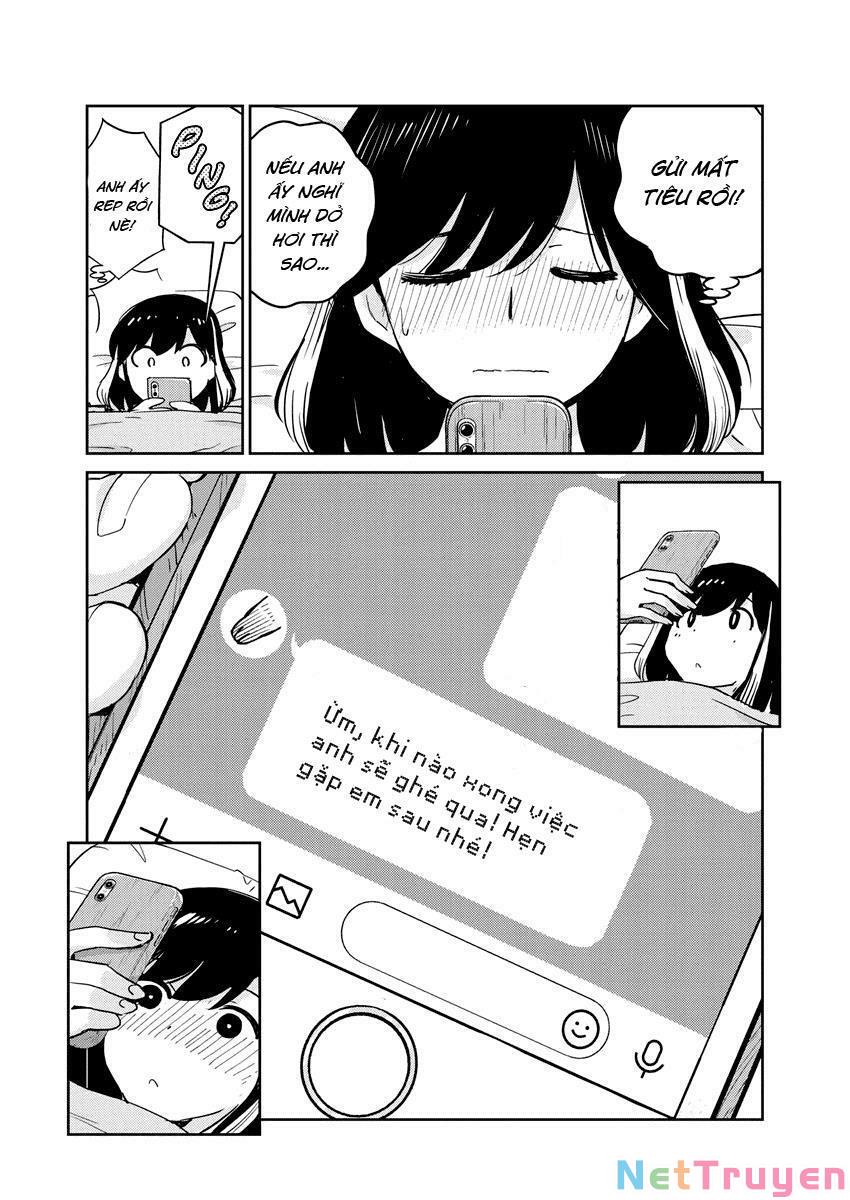 GỬI MẤT
TIÊU RỒI!
NẾU ANH
ẤY NGHĨ
MÌNH DỞ
HƠI THÌ
SAO...
PING!
ANH ẤY
REP RỒI
NÈ!
Ừm, khi nào xong việc
anh sẽ ghé qua! Hẹn
gặp em sau nhé!
NetTruyen